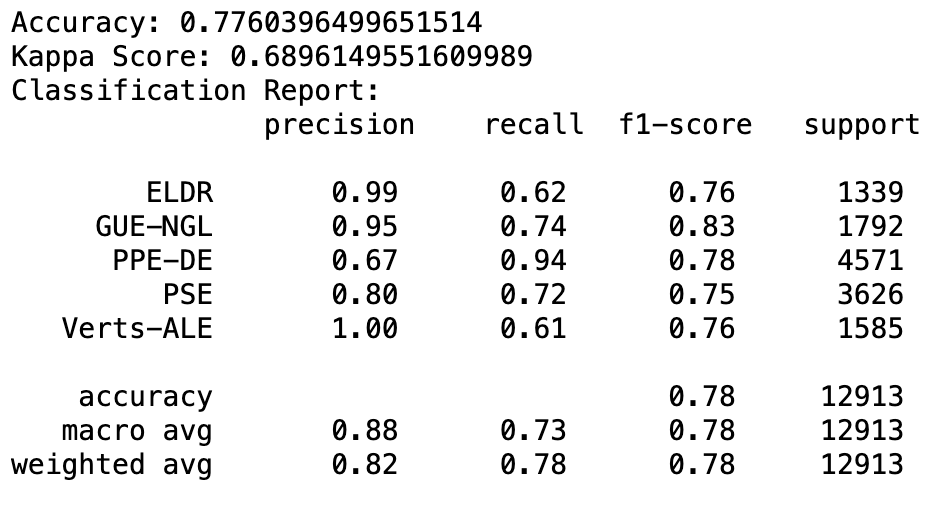 Accuracy: 0.7760396499651514
Kappa Score: 0.6896149551609989
Classification Report:
precision recall f1-score support
ELDR 0.99 0.62 0.76 1339
GUE-NGL 0.95 0.74 0.83 1792
PPE-DE 0.67 0.94 0.78 4571
PSE 0.80 0.72 0.75 3626
Verts-ALE 1.00 0.61 0.76 1585
accuracy 0.78 12913
macro avg 0.88 0.73 0.78 12913
weighted avg 0.82 0.78 0.78 12913